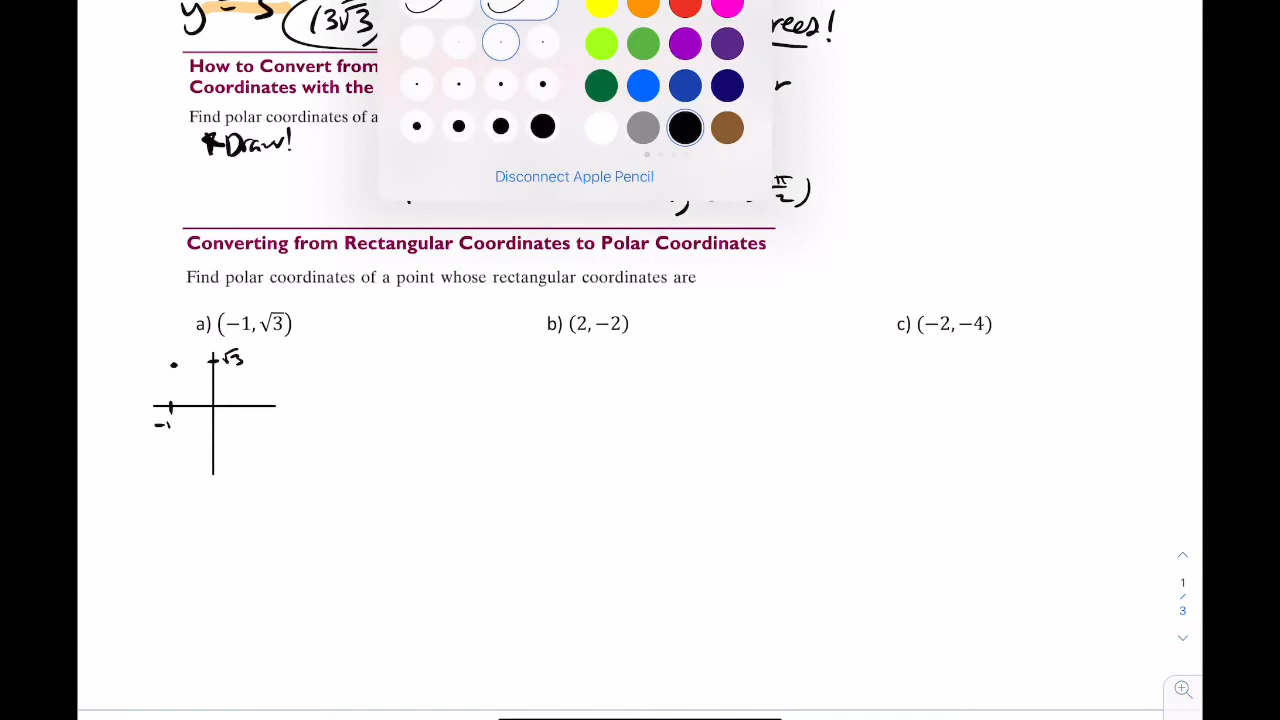 y = 3 (3√3,
rees!
How to Convert from
Coordinates with the
r
Find polar coordinates of a
*Draw!
Disconnect Apple Pencil
π/2)
Converting from Rectangular Coordinates to Polar Coordinates
Find polar coordinates of a point whose rectangular coordinates are
a) (−1, √3) b) (2, −2) c) (−2, −4)
√3
-1
1
/
3